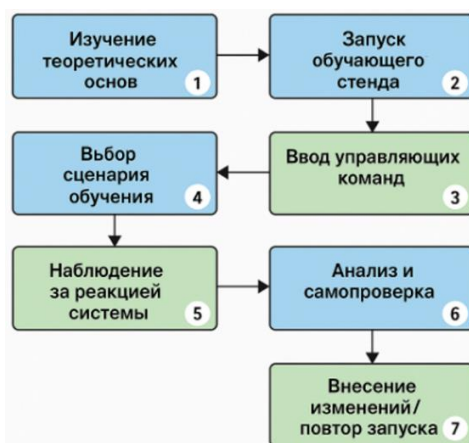 Изучение
теоретических
основ
1
Запуск
обучающего
стенда
2
Ввод управляющих
команд
3
Вьбор
сценария
обучения
4
Наблюдение
за реакцией
системы
5
Анализ и
самопроверка
6
Внесение
изменений/
повтор запуска
7